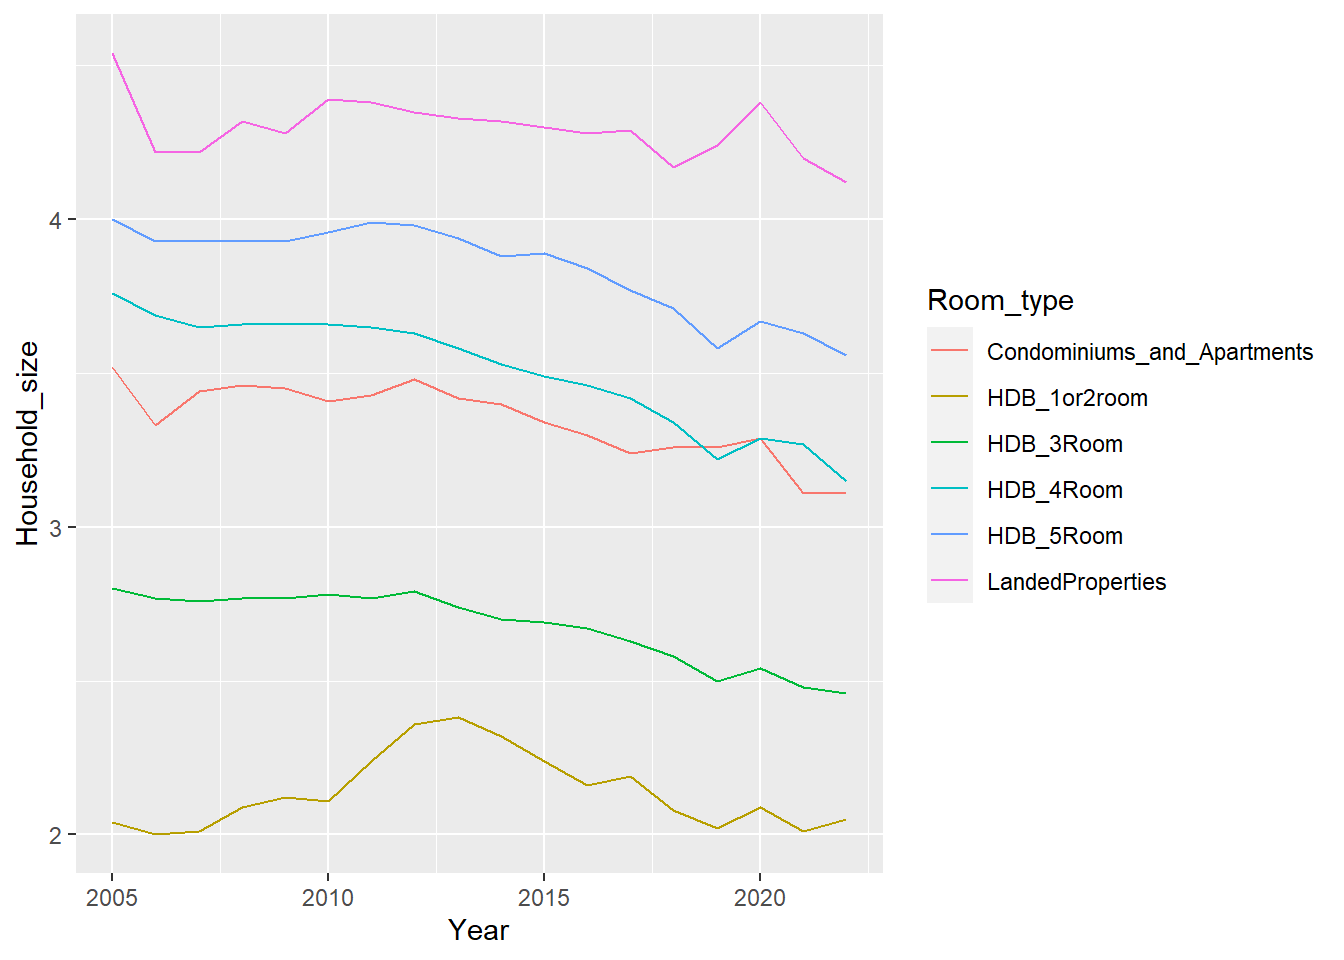 Household_size
4
3
2
2005 2010 2015 2020
Year
Room_type
Condominiums_and_Apartments
HDB_1or2room
HDB_3Room
HDB_4Room
HDB_5Room
LandedProperties